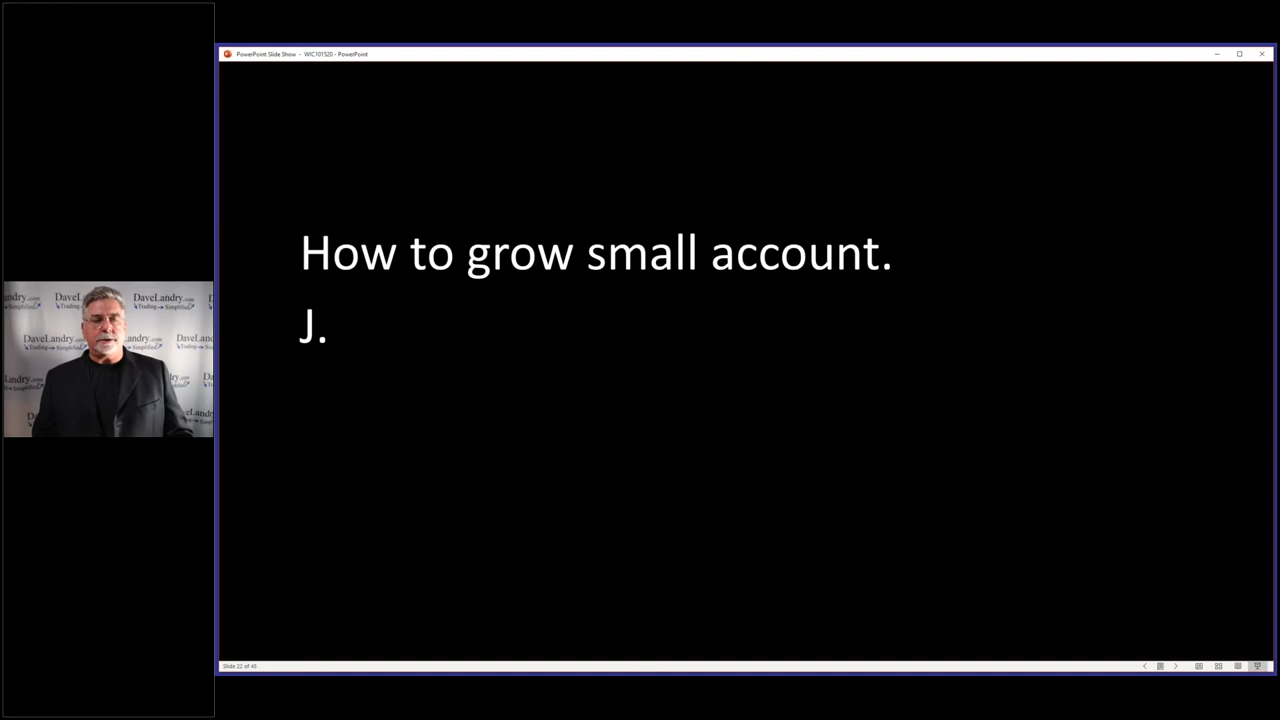 PowerPoint Slide Show - WIC101520 - PowerPoint
How to grow small account.
J.
DaveLandry.com
Trading Simplified
Slide 22 of 45